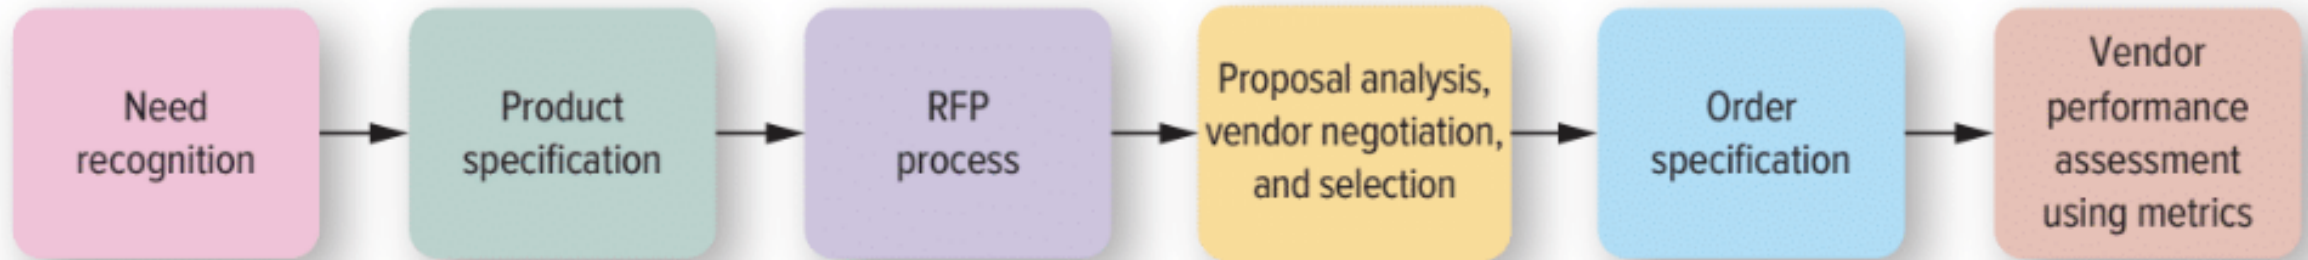 Need
recognition
Product
specification
RFP
process
Proposal analysis,
vendor negotiation,
and selection
Order
specification
Vendor
performance
assessment
using metrics